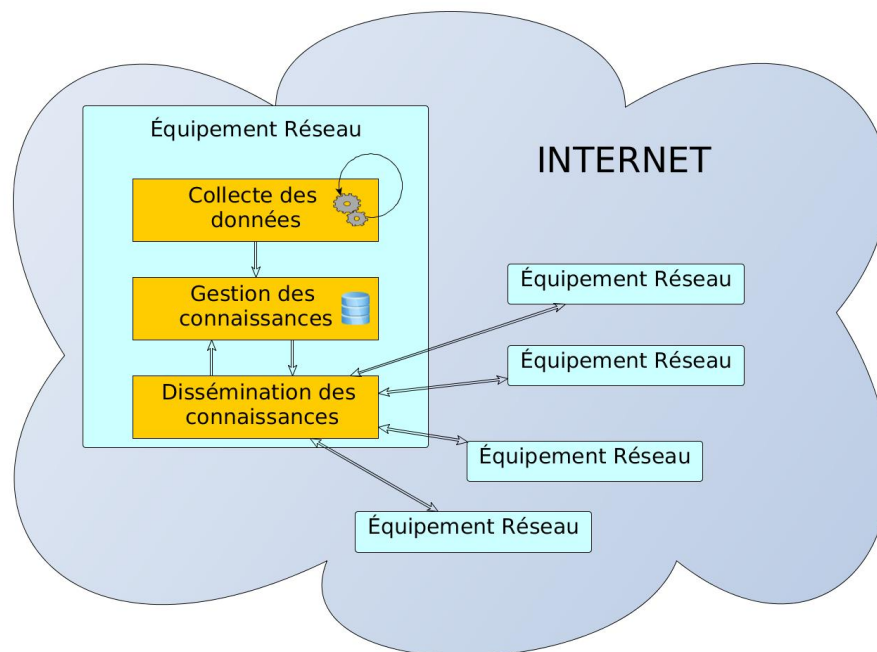 Équipement Réseau
INTERNET
Collecte des
données
Gestion des
connaissances
Dissémination des
connaissances
Équipement Réseau
Équipement Réseau
Équipement Réseau
Équipement Réseau